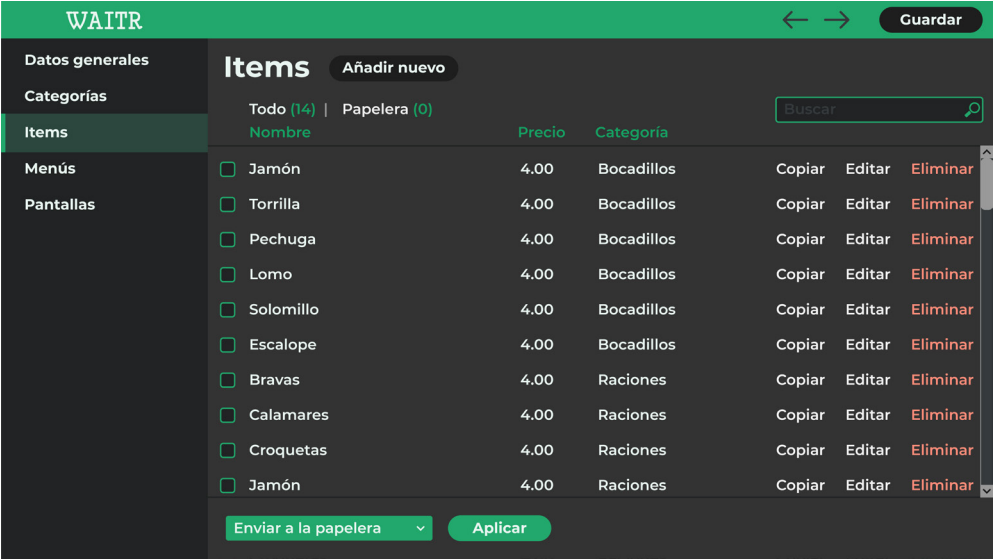 WAITR Guardar
Datos generales
Categorías
Items
Menús
Pantallas
Items Añadir nuevo
Todo (14) | Papelera (0) Buscar
Nombre Precio Categoría
Jamón 4.00 Bocadillos Copiar Editar Eliminar
Torrilla 4.00 Bocadillos Copiar Editar Eliminar
Pechuga 4.00 Bocadillos Copiar Editar Eliminar
Lomo 4.00 Bocadillos Copiar Editar Eliminar
Solomillo 4.00 Bocadillos Copiar Editar Eliminar
Escalope 4.00 Bocadillos Copiar Editar Eliminar
Bravas 4.00 Raciones Copiar Editar Eliminar
Calamares 4.00 Raciones Copiar Editar Eliminar
Croquetas 4.00 Raciones Copiar Editar Eliminar
Jamón 4.00 Raciones Copiar Editar Eliminar
Enviar a la papelera Aplicar